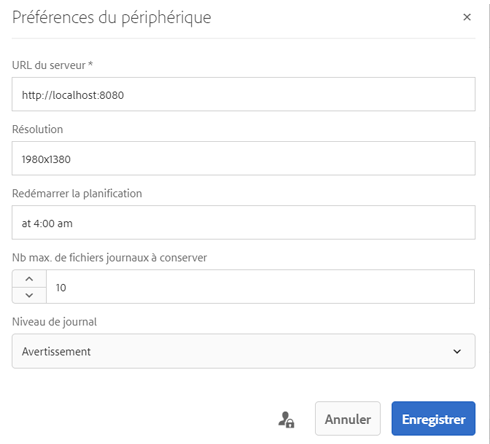 Préférences du périphérique
URL du serveur *
http://localhost:8080
Résolution
1980x1380
Redémarrer la planification
at 4:00 am
Nb max. de fichiers journaux à conserver
10
Niveau de journal
Avertissement
Annuler
Enregistrer